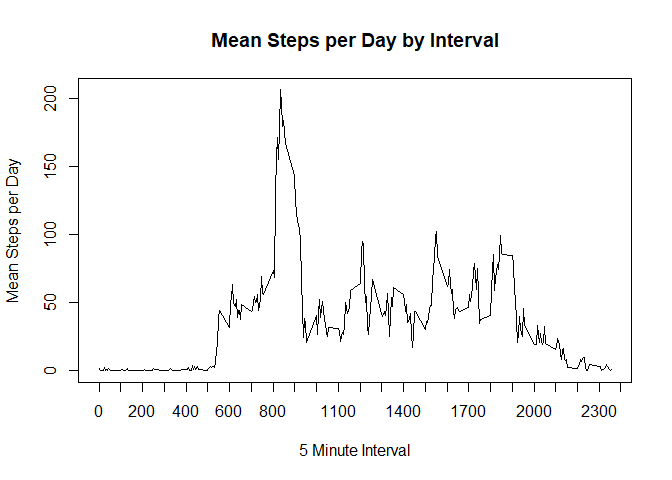 Mean Steps per Day by Interval
Mean Steps per Day
200
150
100
50
0
0 200 400 600 800 1100 1400 1700 2000 2300
5 Minute Interval